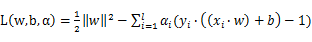 L(w,b,α) = ½‖w‖² − ∑ᵢ₌₁ˡ αᵢ(yᵢ · ((xᵢ · w) + b) − 1)